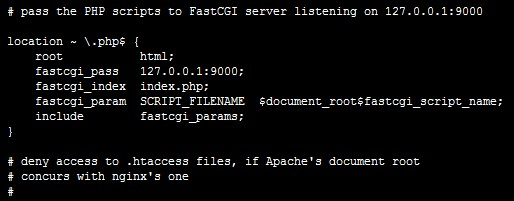 # pass the PHP scripts to FastCGI server listening on 127.0.0.1:9000
location ~ \.php$ {
root html;
fastcgi_pass 127.0.0.1:9000;
fastcgi_index index.php;
fastcgi_param SCRIPT_FILENAME $document_root$fastcgi_script_name;
include fastcgi_params;
}
# deny access to .htaccess files, if Apache's document root
# concurs with nginx's one
#